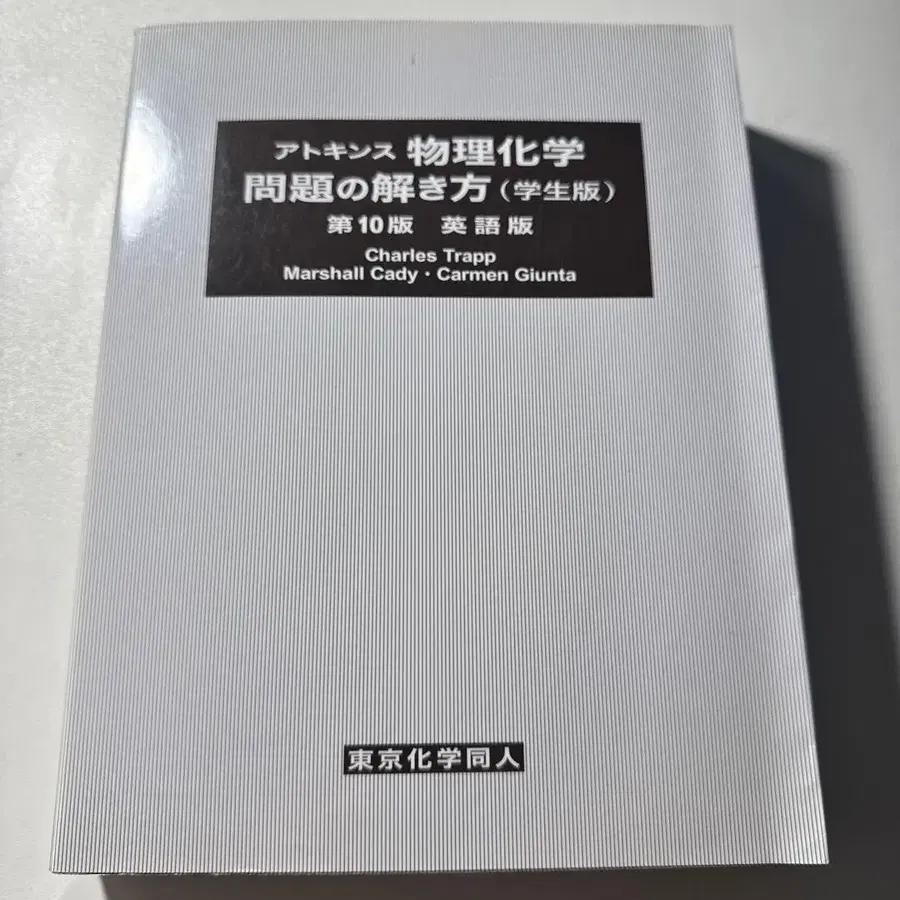 アトキンス 物理化学
問題の解き方(学生版)
第10版 英語版
Charles Trapp
Marshall Cady・Carmen Giunta
東京化学同人